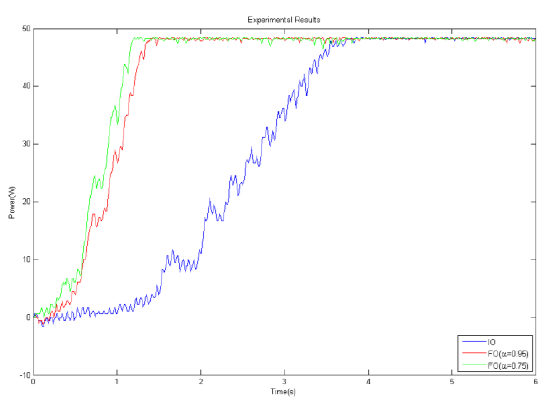 Experimental Results
50
40
30
20
10
0
-10
Power(W)
0 1 2 3 4 5 6
Time(s)
IO
FO(α=0.95)
FO(α=0.75)